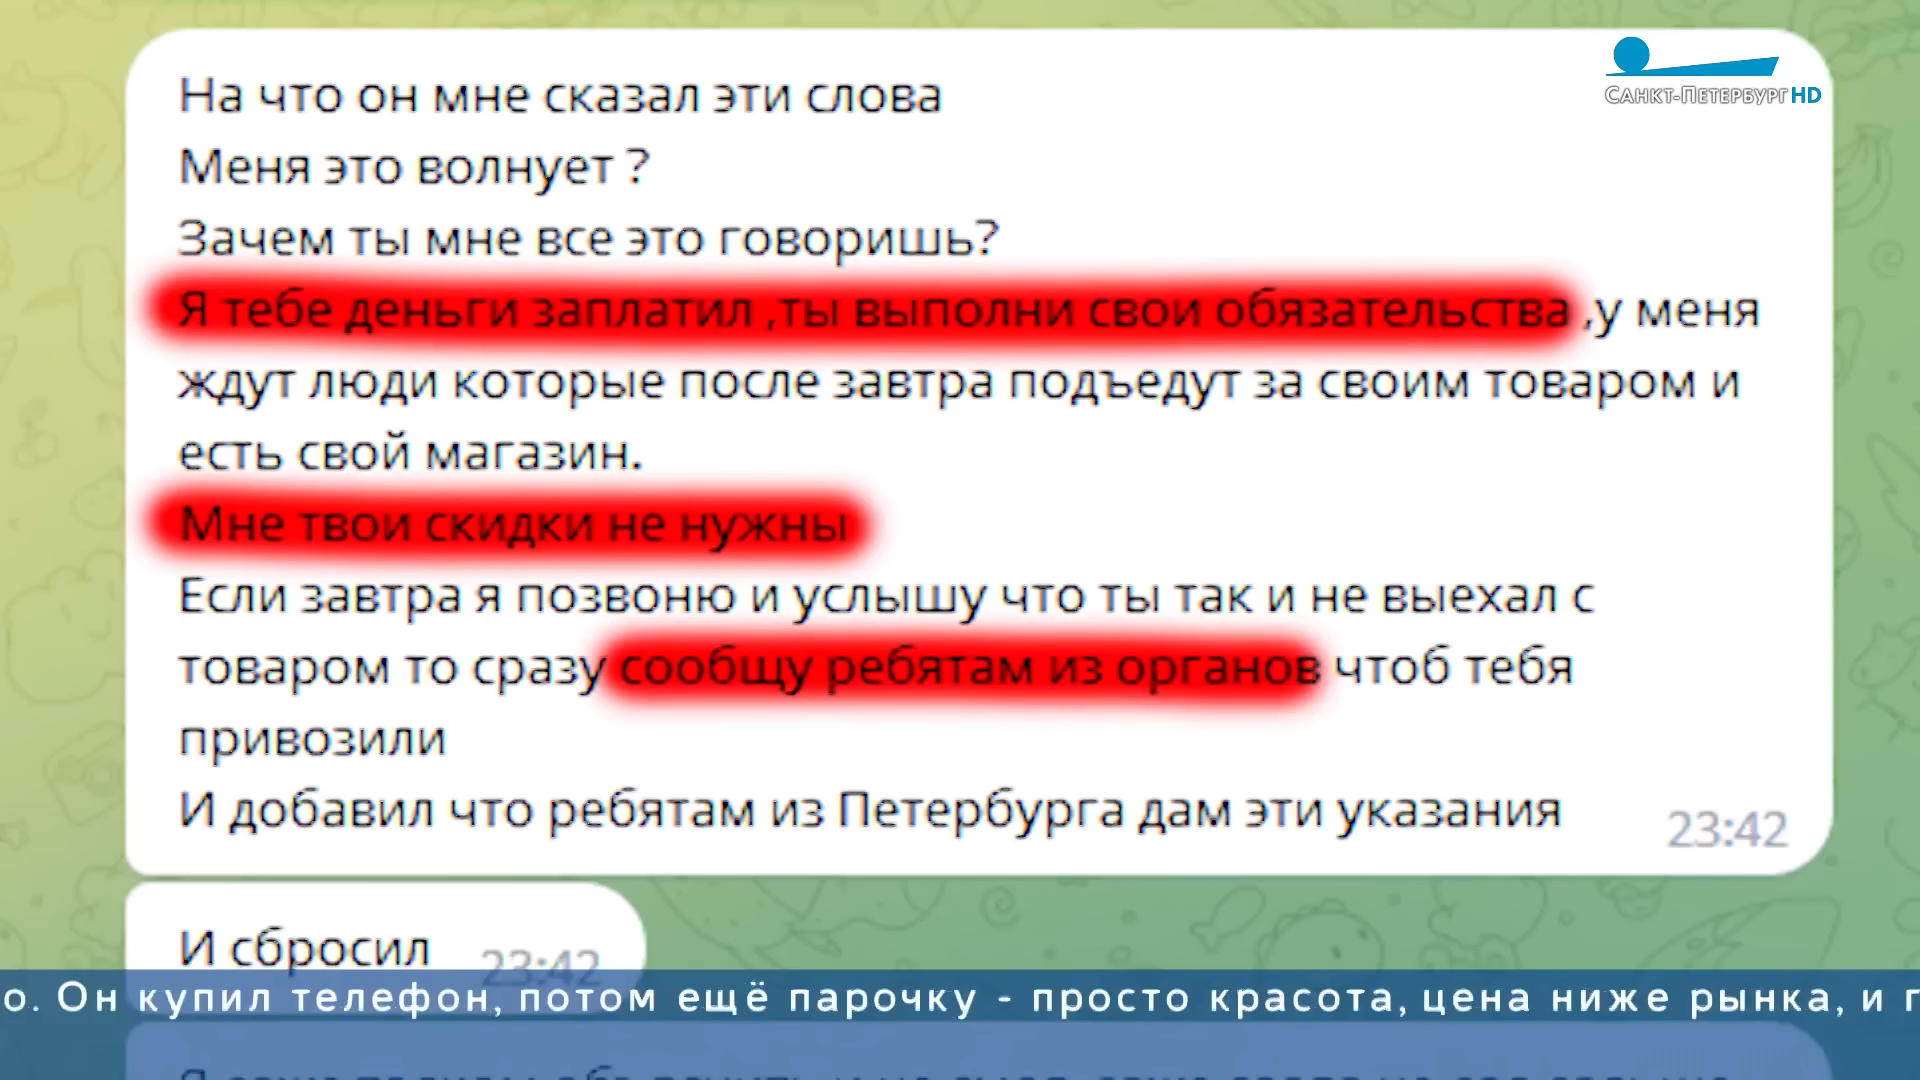 САНКТ-ПЕТЕРБУРГ HD
На что он мне сказал эти слова
Меня это волнует ?
Зачем ты мне все это говоришь?
Я тебе деньги заплатил ,ты выполни свои обязательства ,у меня
ждут люди которые после завтра подъедут за своим товаром и
есть свой магазин.
Мне твои скидки не нужны
Если завтра я позвоню и услышу что ты так и не выехал с
товаром то сразу сообщу ребятам из органов чтоб тебя
привозили
И добавил что ребятам из Петербурга дам эти указания
23:42
И сбросил 23:42
о. Он купил телефон, потом ещё парочку - просто красота, цена ниже рынка, и